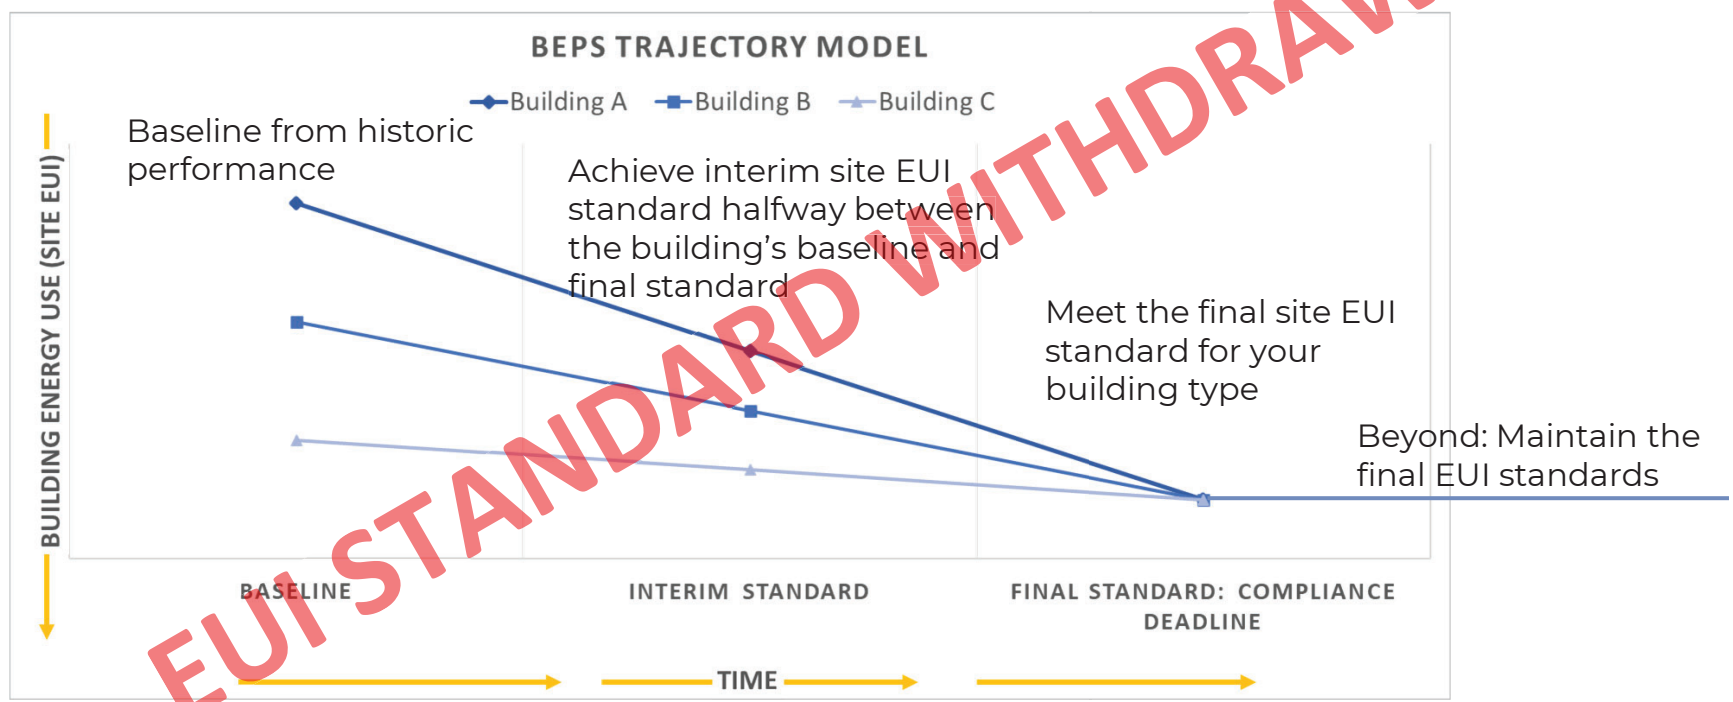 BEPS TRAJECTORY MODEL
Building A
Building B
Building C
Baseline from historic
performance
Achieve interim site EUI
standard halfway between
the building’s baseline and
final standard
Meet the final site EUI
standard for your
building type
Beyond: Maintain the
final EUI standards
BUILDING ENERGY USE (SITE EUI)
BASELINE
INTERIM STANDARD
FINAL STANDARD: COMPLIANCE
DEADLINE
TIME
EUI STANDARD WITHDRAW